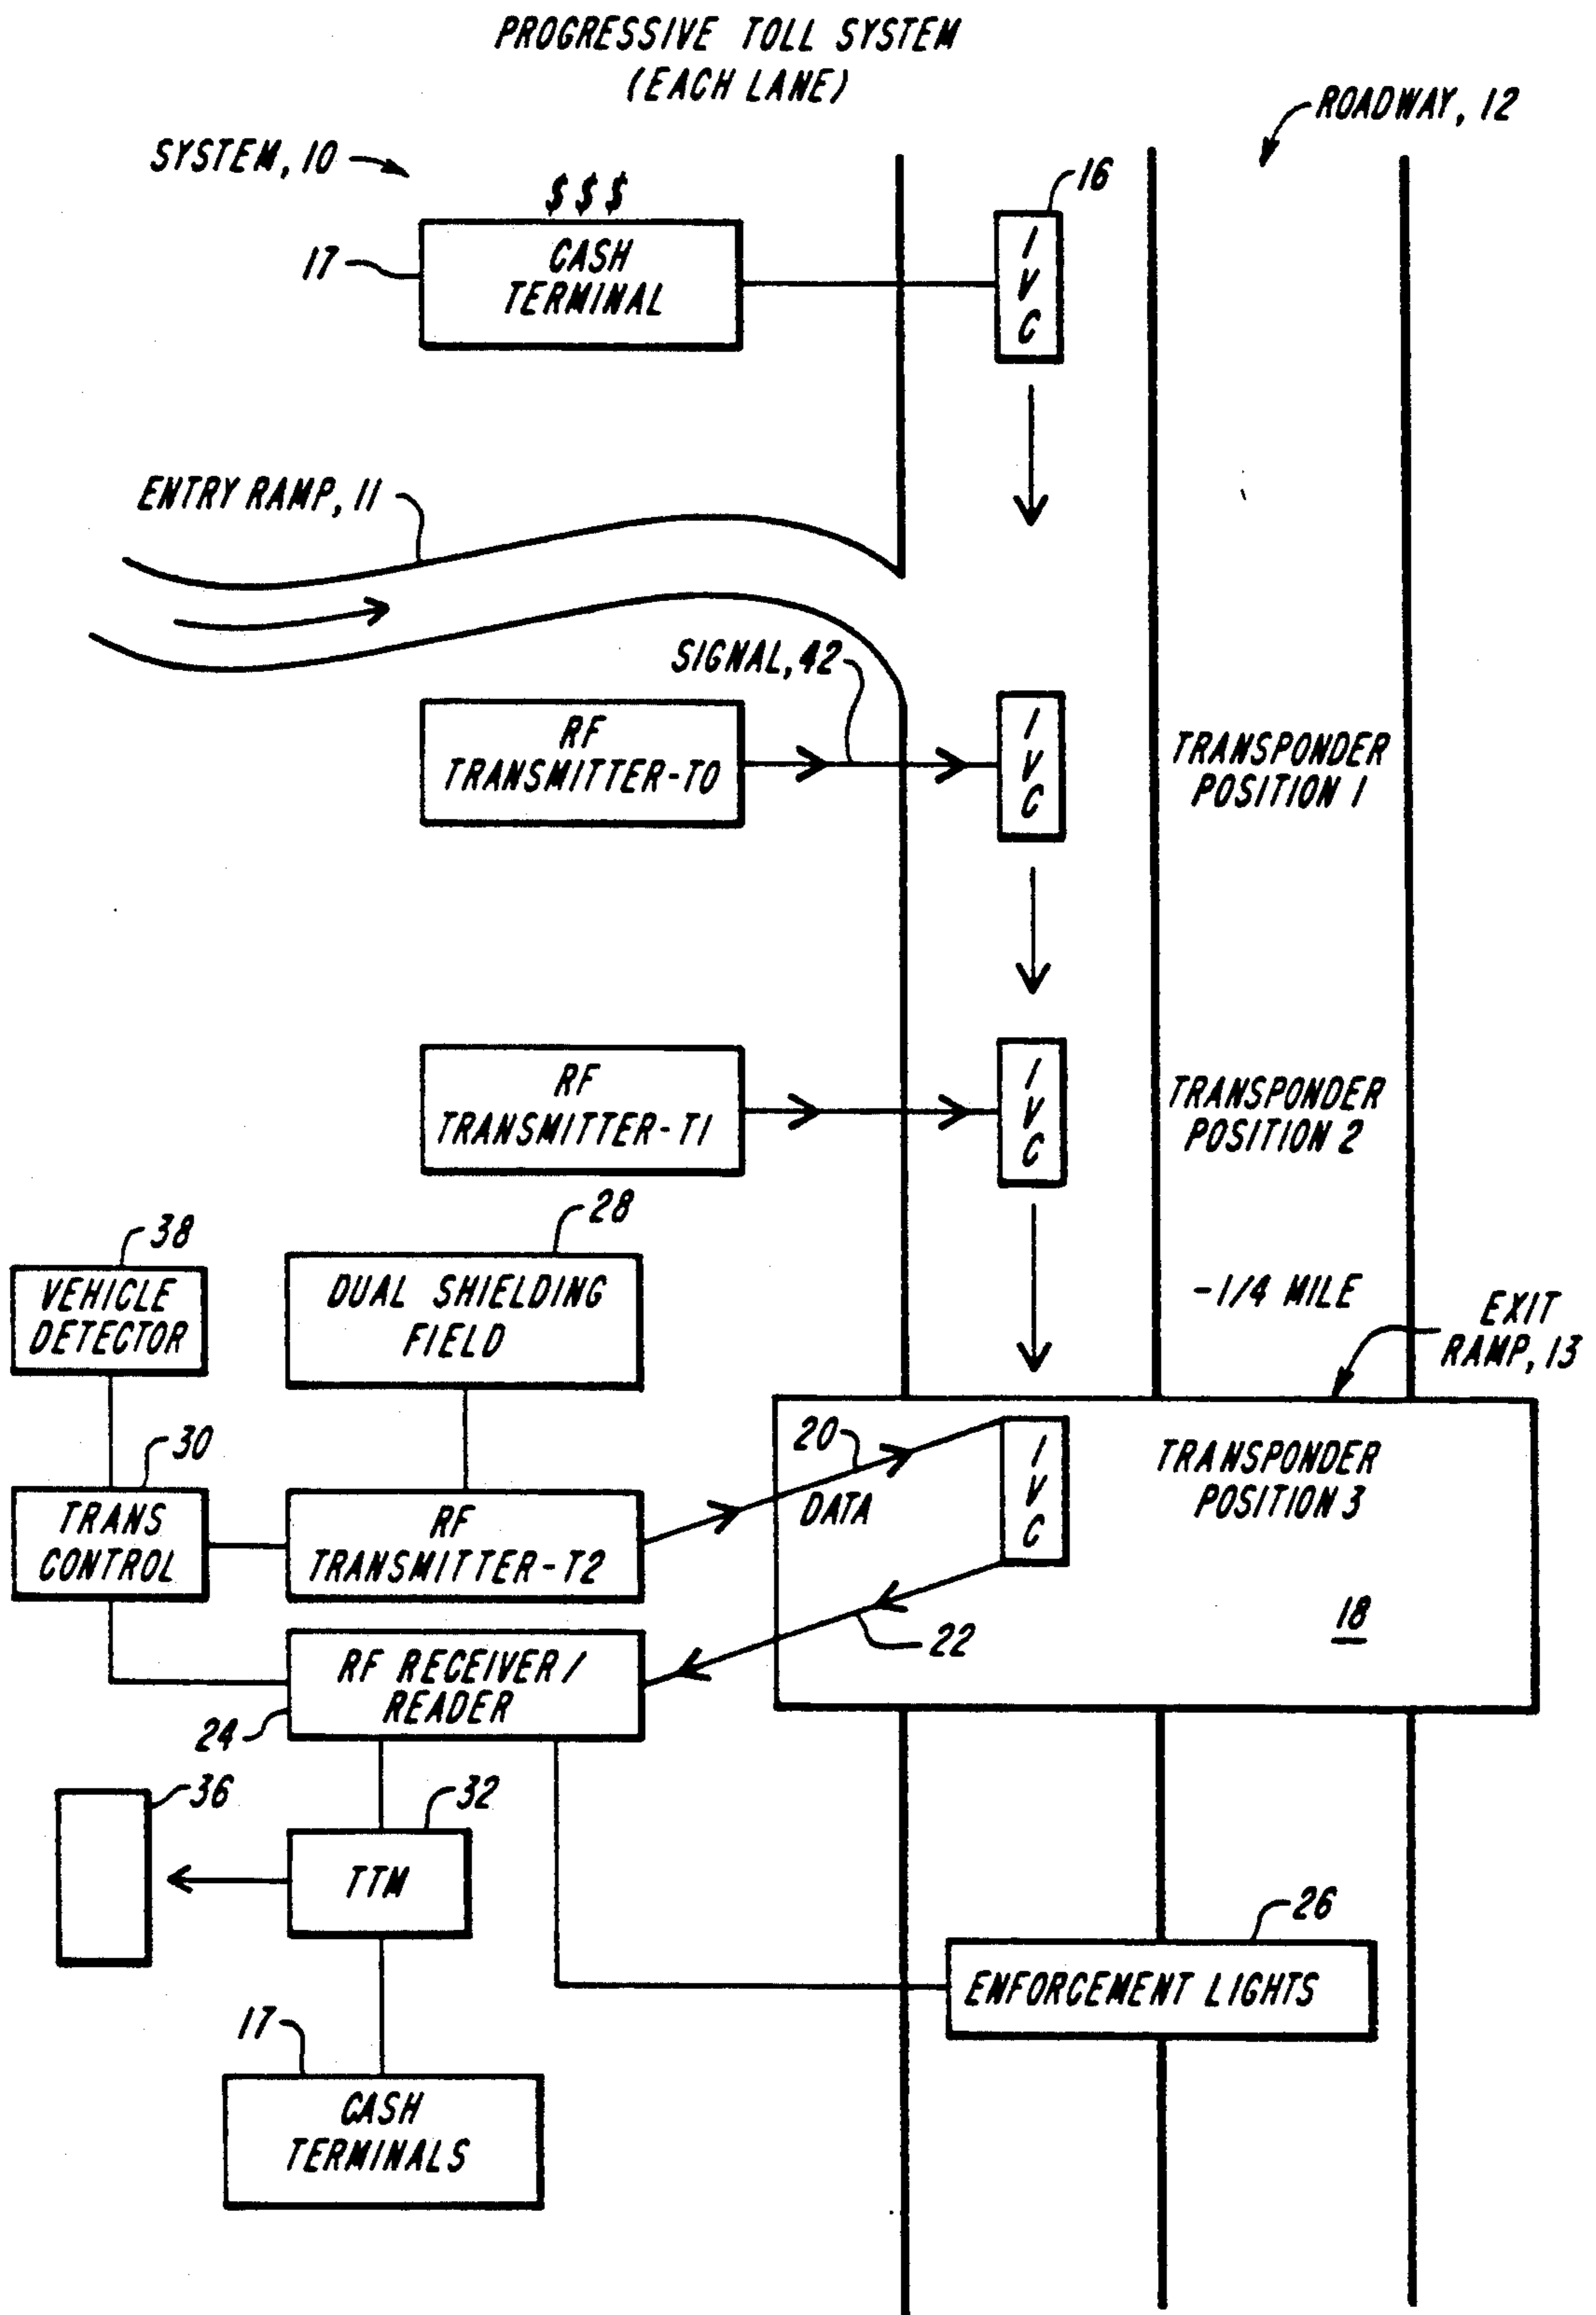 PROGRESSIVE TOLL SYSTEM
(EACH LANE)
ROADWAY, 12
SYSTEM, 10
$ $ $
16
17
CASH
TERMINAL
I
V
C
ENTRY RAMP, 11
SIGNAL, 42
RF
TRANSMITTER-T0
I
V
C
TRANSPONDER
POSITION 1
RF
TRANSMITTER-T1
I
V
C
TRANSPONDER
POSITION 2
38
28
VEHICLE
DETECTOR
DUAL SHIELDING
FIELD
-1/4 MILE
EXIT
RAMP, 13
30
20
DATA
I
V
C
TRANSPONDER
POSITION 3
TRANS
CONTROL
RF
TRANSMITTER-T2
18
22
RF RECEIVER/
READER
24
36
32
TTM
26
ENFORCEMENT LIGHTS
17
CASH
TERMINALS